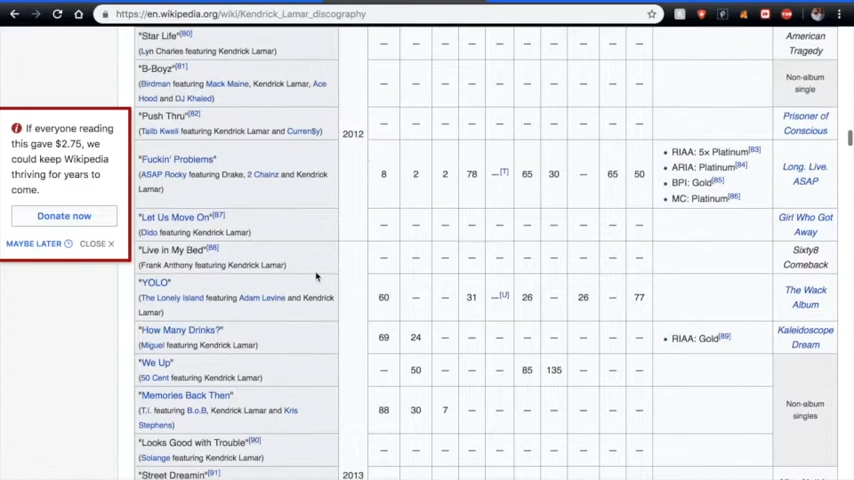 https://en.wikipedia.org/wiki/Kendrick_Lamar_discography
"Star Life"[80]
(Lyn Charles featuring Kendrick Lamar)
— — — — — — — — — —
American
Tragedy
"B-Boyz"[81]
(Birdman featuring Mack Maine, Kendrick Lamar, Ace
Hood and DJ Khaled)
— — — — — — — — — —
Non-album
single
"Push Thru"[82]
(Talib Kweli featuring Kendrick Lamar and Curren$y)
2012
— — — — — — — — — —
Prisoner of
Conscious
"Fuckin' Problems"
(ASAP Rocky featuring Drake, 2 Chainz and Kendrick
Lamar)
8 2 2 78 —[T] 65 30 — 65 50
• RIAA: 5x Platinum[83]
• ARIA: Platinum[84]
• BPI: Gold[85]
• MC: Platinum[86]
Long. Live.
ASAP
"Let Us Move On"[87]
(Dido featuring Kendrick Lamar)
— — — — — — — — — —
Girl Who Got
Away
"Live in My Bed"[88]
(Frank Anthony featuring Kendrick Lamar)
— — — — — — — — — —
Sixty8
Comeback
"YOLO"
(The Lonely Island featuring Adam Levine and Kendrick
Lamar)
60 — — 31 —[U] 26 — 26 — 77
The Wack
Album
"How Many Drinks?"
(Miguel featuring Kendrick Lamar)
69 24 — — — — — — — —
• RIAA: Gold[89]
Kaleidoscope
Dream
"We Up"
(50 Cent featuring Kendrick Lamar)
— 50 — — — 85 135 — — —
"Memories Back Then"
(T.I. featuring B.o.B, Kendrick Lamar and Kris
Stephens)
88 30 7 — — — — — — —
Non-album
singles
"Looks Good with Trouble"[90]
(Solange featuring Kendrick Lamar)
— — — — — — — — — —
"Street Dreamin'"[91]
2013
If everyone reading
this gave $2.75, we
could keep Wikipedia
thriving for years to
come.
Donate now
MAYBE LATER CLOSE